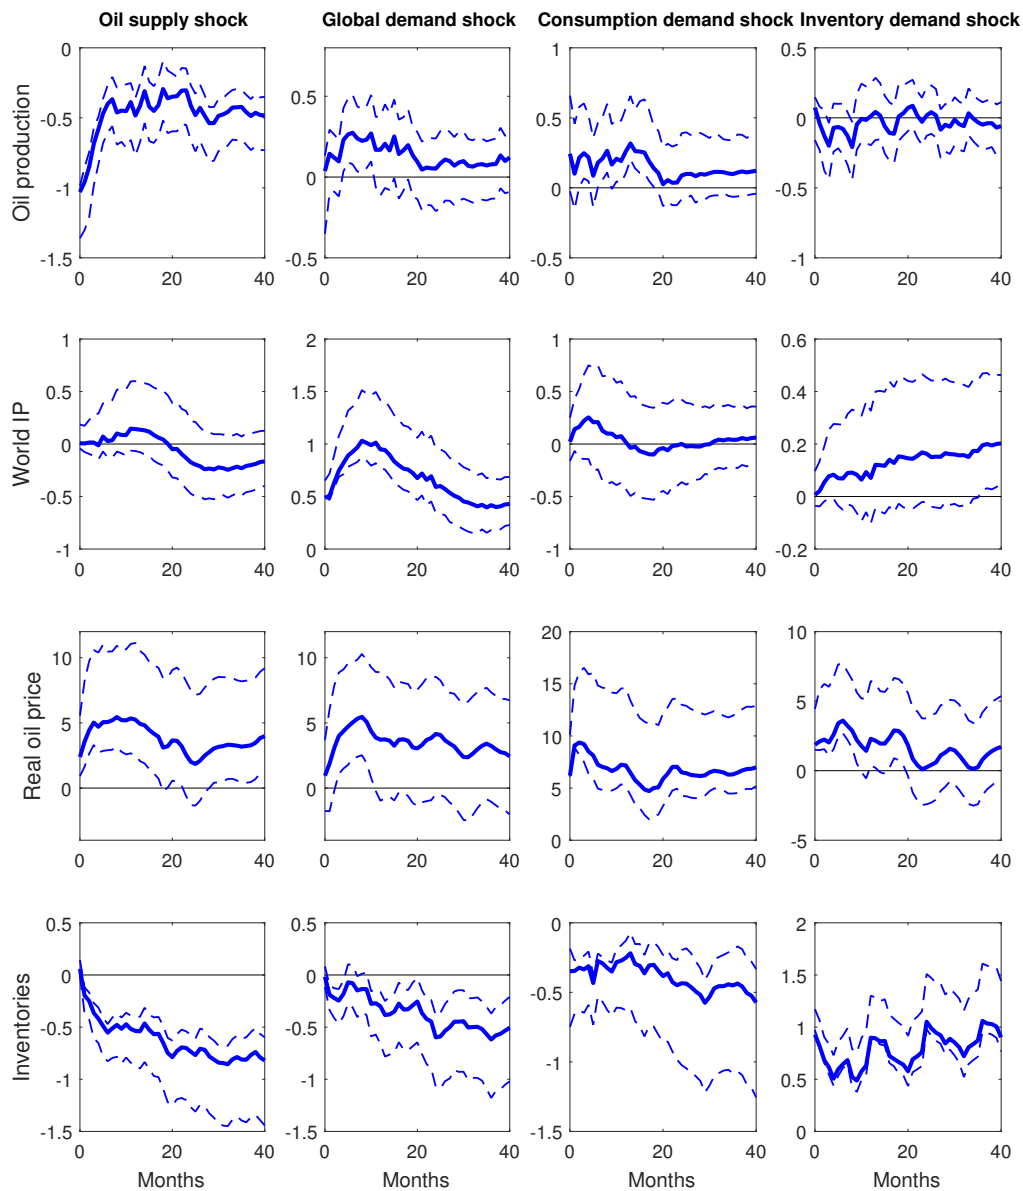 Oil supply shock Global demand shock Consumption demand shock Inventory demand shock
Oil production
0 -0.5 -1 -1.5
0 20 40
0.5 0 -0.5
0 20 40
1 0.5 0 -0.5
0 20 40
0.5 0 -0.5 -1
0 20 40
World IP
1 0.5 0 -0.5 -1
0 20 40
2 1.5 1 0.5 0
0 20 40
1 0.5 0 -0.5 -1
0 20 40
0.6 0.4 0.2 0 -0.2
0 20 40
Real oil price
10 5 0
0 20 40
10 5 0
0 20 40
20 15 10 5 0
0 20 40
10 5 0 -5
0 20 40
Inventories
0.5 0 -0.5 -1 -1.5
0 20 40
Months
0.5 0 -0.5 -1 -1.5
0 20 40
Months
0 -0.5 -1 -1.5
0 20 40
Months
2 1.5 1 0.5 0
0 20 40
Months